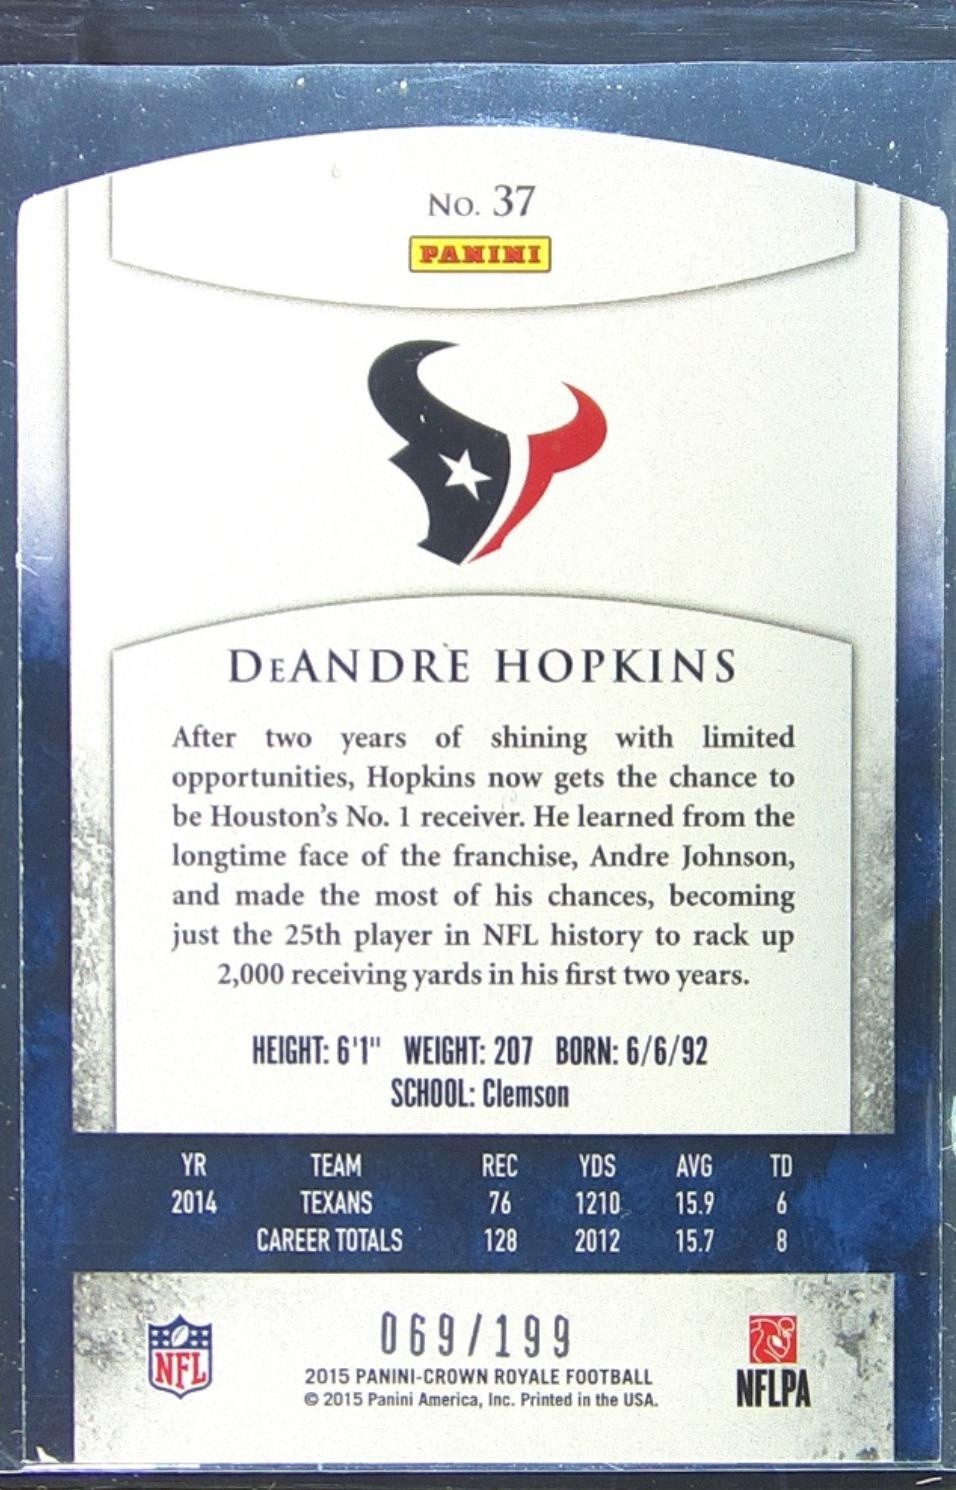 No. 37
PANINI
DeANDRE HOPKINS
After two years of shining with limited
opportunities, Hopkins now gets the chance to
be Houston's No. 1 receiver. He learned from the
longtime face of the franchise, Andre Johnson,
and made the most of his chances, becoming
just the 25th player in NFL history to rack up
2,000 receiving yards in his first two years.
HEIGHT: 6'1" WEIGHT: 207 BORN: 6/6/92
SCHOOL: Clemson
YR TEAM REC YDS AVG TD
2014 TEXANS 76 1210 15.9 6
CAREER TOTALS 128 2012 15.7 8
069/199
NFL
2015 PANINI-CROWN ROYALE FOOTBALL
© 2015 Panini America, Inc. Printed in the USA.
NFLPA